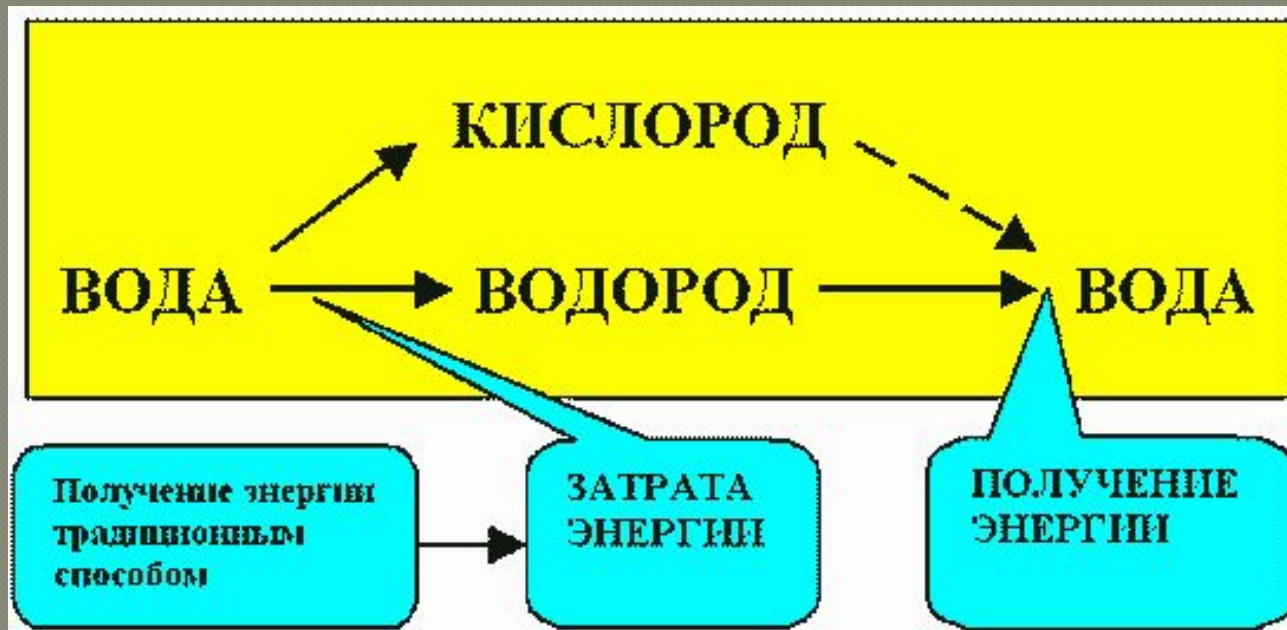 КИСЛОРОД
ВОДА ВОДОРОД ВОДА
Получение энергии
традиционным
способом
ЗАТРАТА
ЭНЕРГИИ
ПОЛУЧЕНИЕ
ЭНЕРГИИ